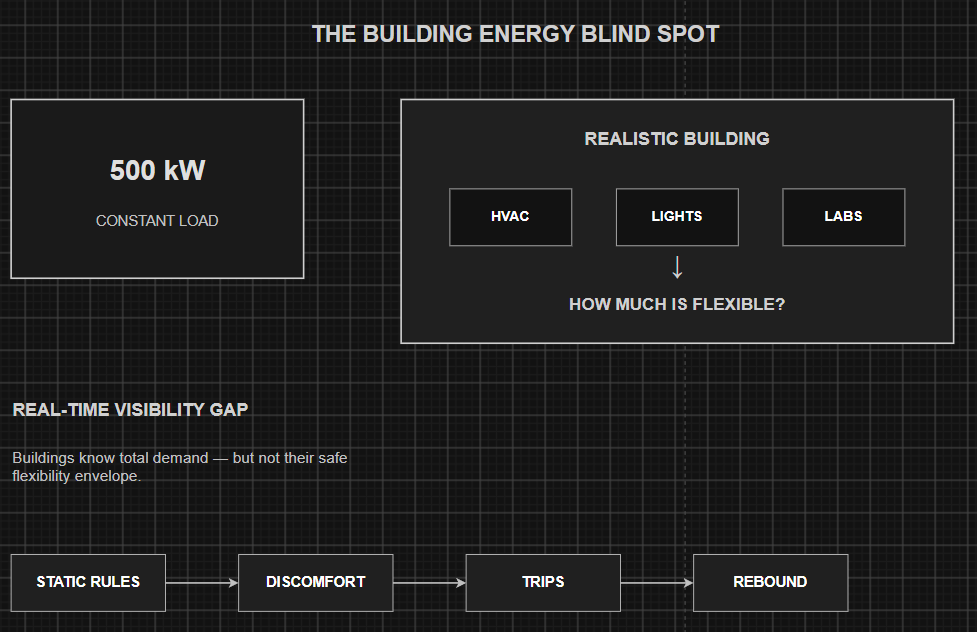 THE BUILDING ENERGY BLIND SPOT
500 kW
CONSTANT LOAD
REALISTIC BUILDING
HVAC
LIGHTS
LABS
HOW MUCH IS FLEXIBLE?
REAL-TIME VISIBILITY GAP
Buildings know total demand — but not their safe
flexibility envelope.
STATIC RULES
DISCOMFORT
TRIPS
REBOUND